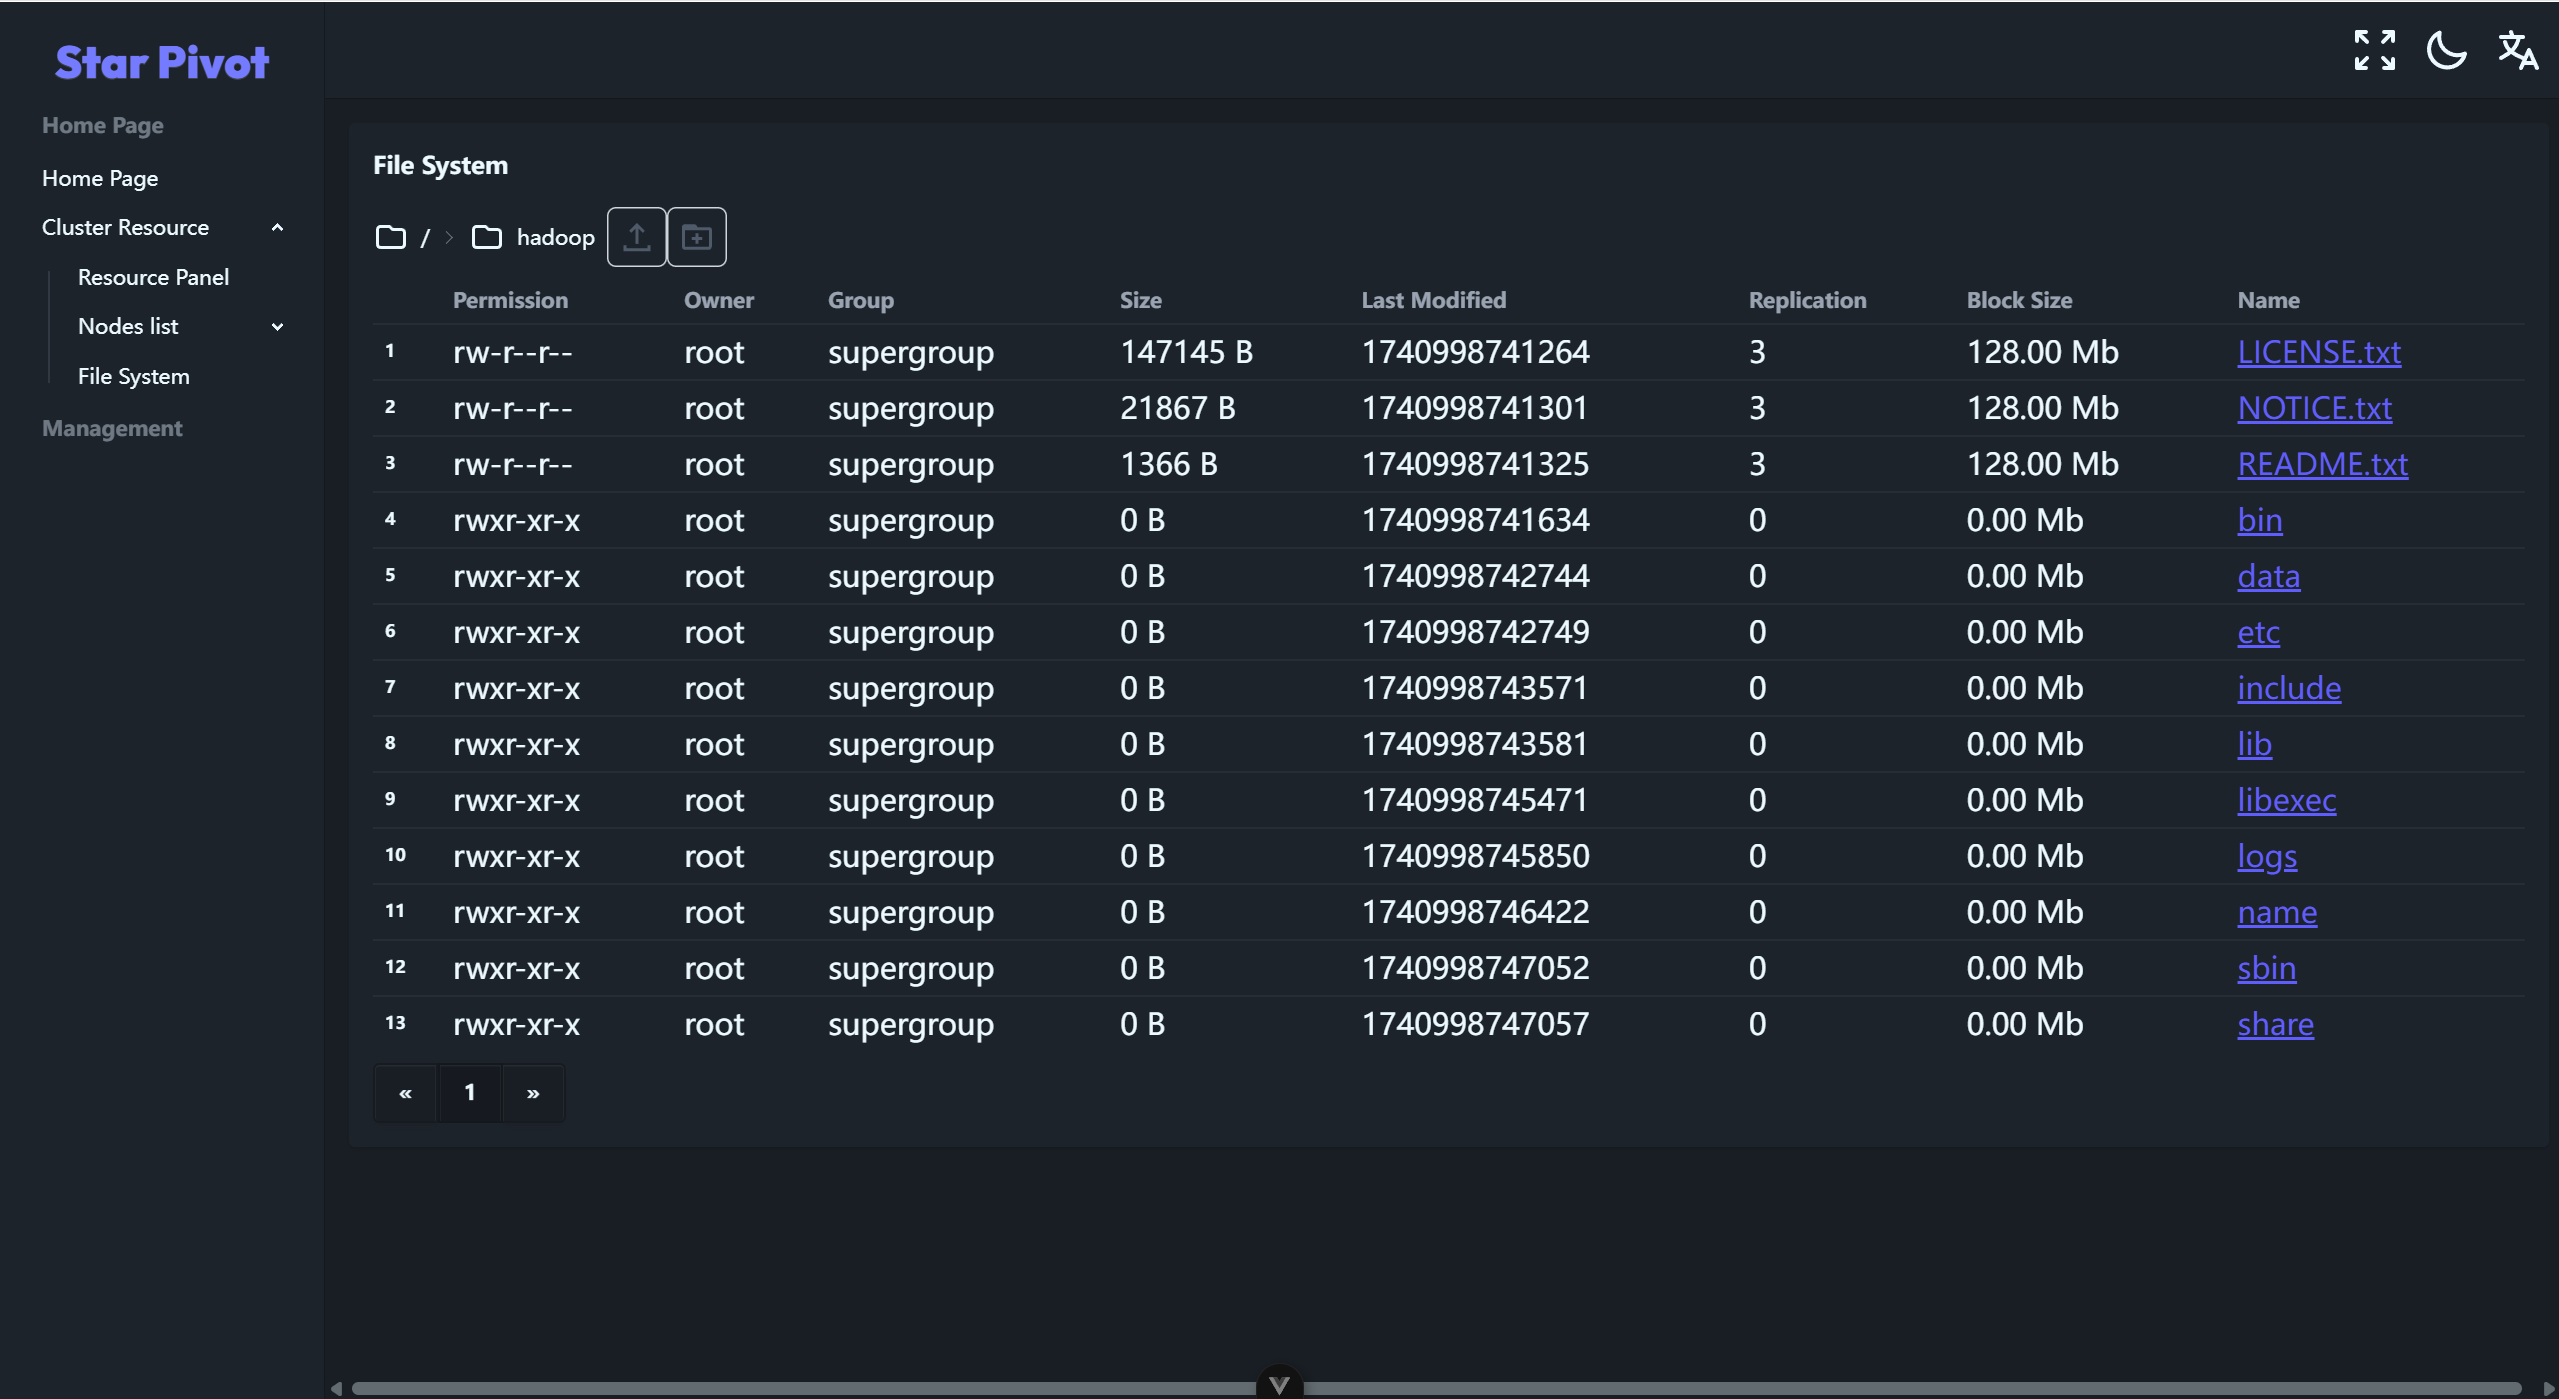 Star Pivot
Home Page
Home Page
Cluster Resource
Resource Panel
Nodes list
File System
Management
File System
/ hadoop
Permission Owner Group Size Last Modified Replication Block Size Name
1 rw-r--r-- root supergroup 147145 B 1740998741264 3 128.00 Mb LICENSE.txt
2 rw-r--r-- root supergroup 21867 B 1740998741301 3 128.00 Mb NOTICE.txt
3 rw-r--r-- root supergroup 1366 B 1740998741325 3 128.00 Mb README.txt
4 rwxr-xr-x root supergroup 0 B 1740998741634 0 0.00 Mb bin
5 rwxr-xr-x root supergroup 0 B 1740998742744 0 0.00 Mb data
6 rwxr-xr-x root supergroup 0 B 1740998742749 0 0.00 Mb etc
7 rwxr-xr-x root supergroup 0 B 1740998743571 0 0.00 Mb include
8 rwxr-xr-x root supergroup 0 B 1740998743581 0 0.00 Mb lib
9 rwxr-xr-x root supergroup 0 B 1740998745471 0 0.00 Mb libexec
10 rwxr-xr-x root supergroup 0 B 1740998745850 0 0.00 Mb logs
11 rwxr-xr-x root supergroup 0 B 1740998746422 0 0.00 Mb name
12 rwxr-xr-x root supergroup 0 B 1740998747052 0 0.00 Mb sbin
13 rwxr-xr-x root supergroup 0 B 1740998747057 0 0.00 Mb share
« 1 »